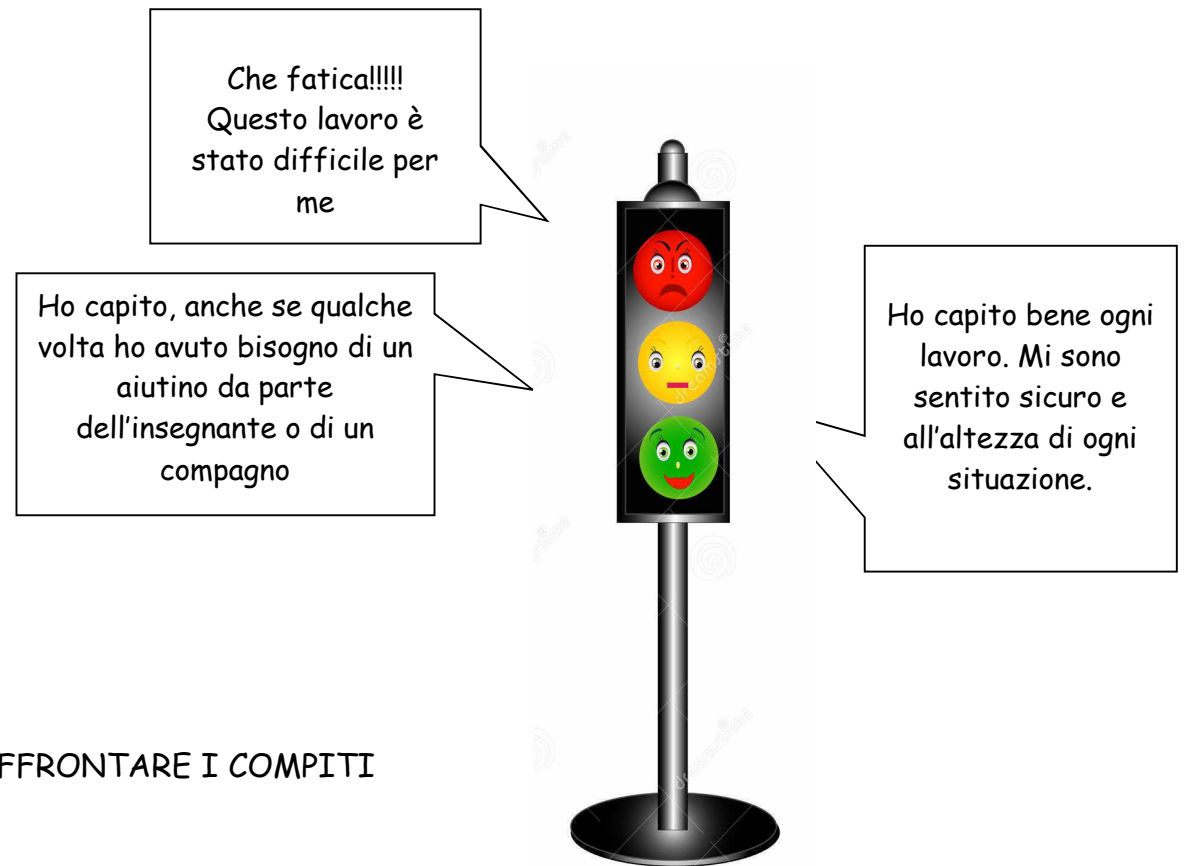 Che fatica!!!!!
Questo lavoro è
stato difficile per
me
Ho capito, anche se qualche
volta ho avuto bisogno di un
aiutino da parte
dell'insegnante o di un
compagno
Ho capito bene ogni
lavoro. Mi sono
sentito sicuro e
all'altezza di ogni
situazione.
FFRONTARE I COMPITI